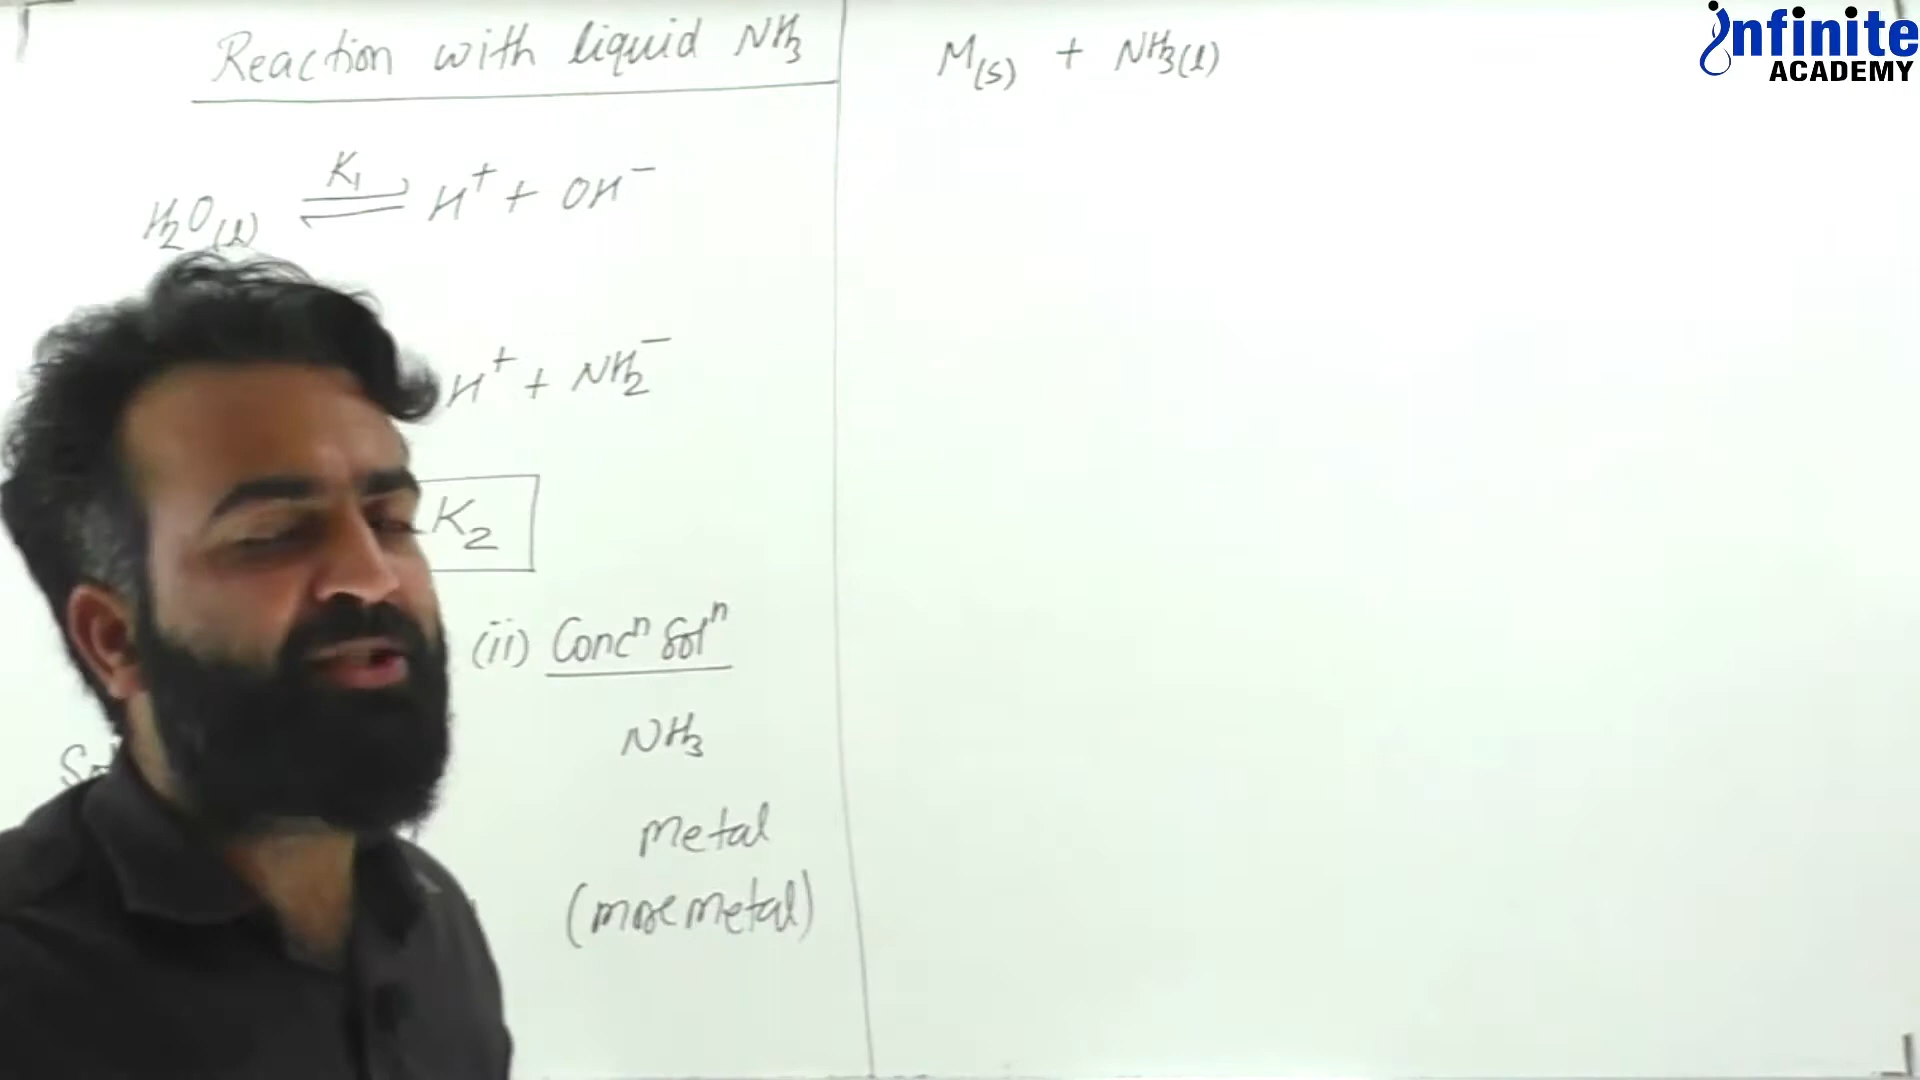 Reaction with liquid NH3
H2O(l) ⇌ K1 H+ + OH−
H+ + NH2−
K2
(ii) Concn Soln
NH3
Metal
(more metal)
M(s) + NH3(l)
infinite
ACADEMY